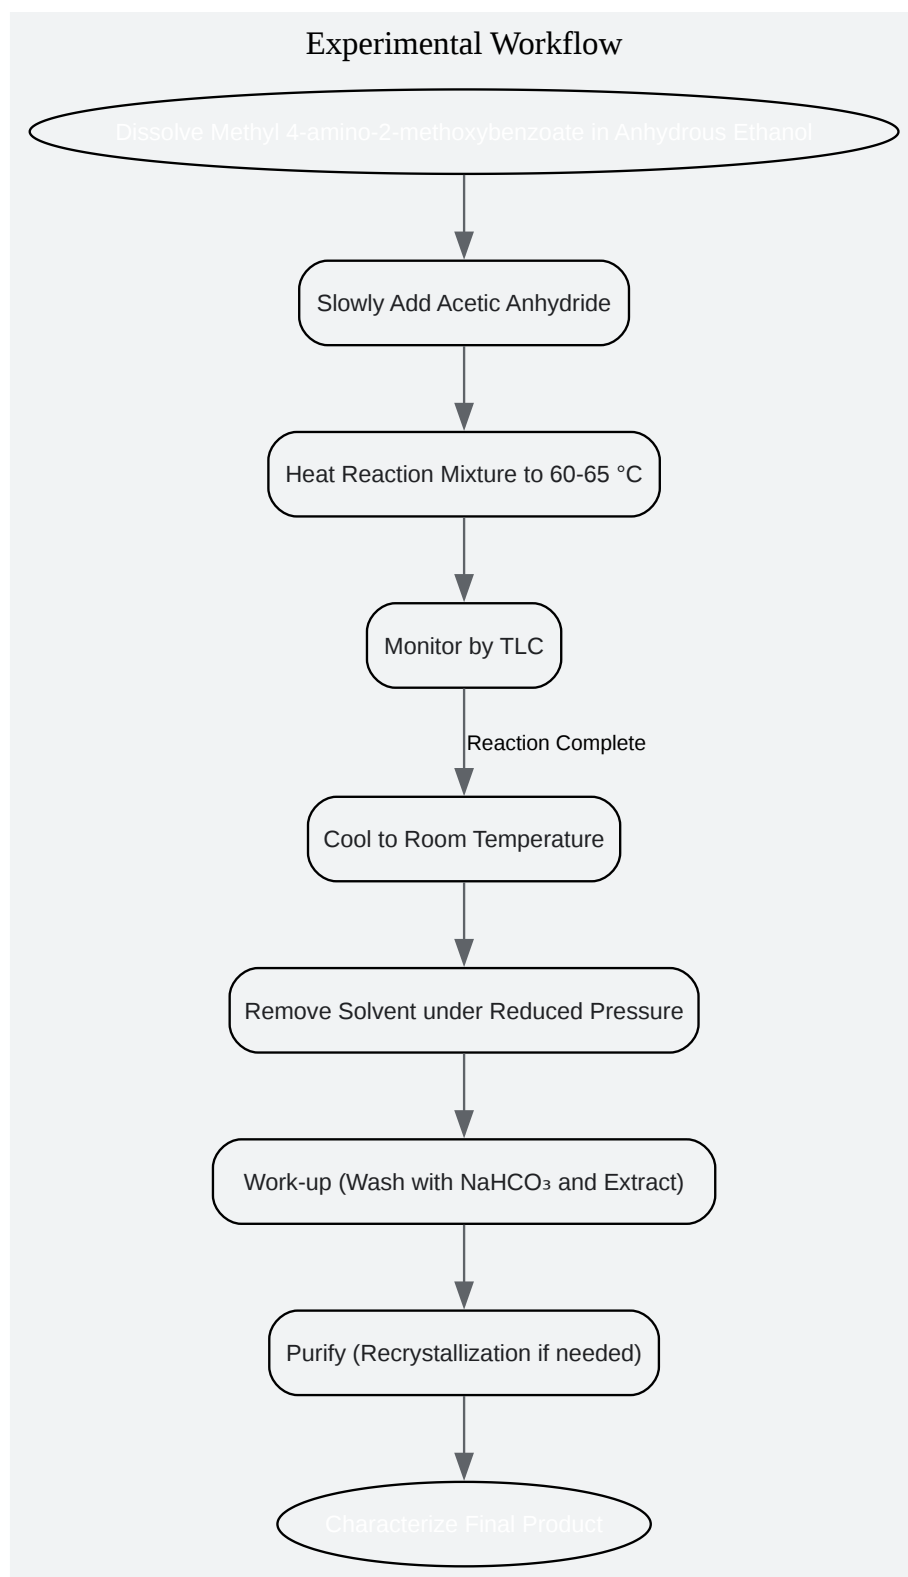 Experimental Workflow
Dissolve Methyl 4-amino-2-methoxybenzoate in Anhydrous Ethanol
Slowly Add Acetic Anhydride
Heat Reaction Mixture to 60-65 °C
Monitor by TLC
Reaction Complete
Cool to Room Temperature
Remove Solvent under Reduced Pressure
Work-up (Wash with NaHCO₃ and Extract)
Purify (Recrystallization if needed)
Characterize Final Product